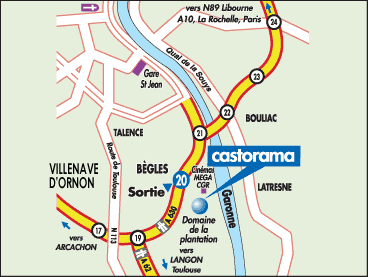 vers N89 Libourne
A10, La Rochelle, Paris
24
Quai de la Souys
23
Gare
St Jean
22
21
BOULIAC
TALENCE
Route de Toulouse
castorama
BÈGLES
Cinémas
MEGA
CGR
VILLENAVE
D'ORNON
20
Sortie
LATRESNE
Garonne
A 630
Domaine
de la
plantation
17
19
N 113
vers
ARCACHON
A 62
vers
LANGON
Toulouse